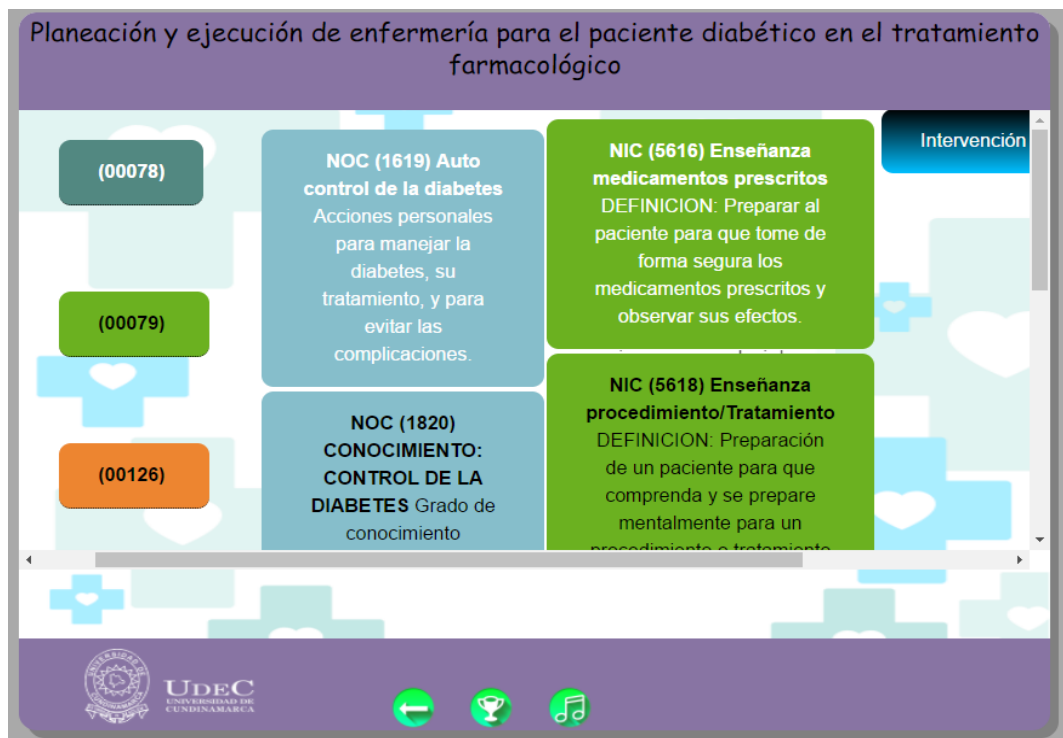 Planeación y ejecución de enfermería para el paciente diabético en el tratamiento
farmacológico
(00078)
(00079)
(00126)
NOC (1619) Auto
control de la diabetes
Acciones personales
para manejar la
diabetes, su
tratamiento, y para
evitar las
complicaciones.
NOC (1820)
CONOCIMIENTO:
CONTROL DE LA
DIABETES Grado de
conocimiento
NIC (5616) Enseñanza
medicamentos prescritos
DEFINICION: Preparar al
paciente para que tome de
forma segura los
medicamentos prescritos y
observar sus efectos.
NIC (5618) Enseñanza
procedimiento/Tratamiento
DEFINICION: Preparación
de un paciente para que
comprenda y se prepare
mentalmente para un
procedimiento o tratamiento
Intervención
UDEC
UNIVERSIDAD DE
CUNDINAMARCA